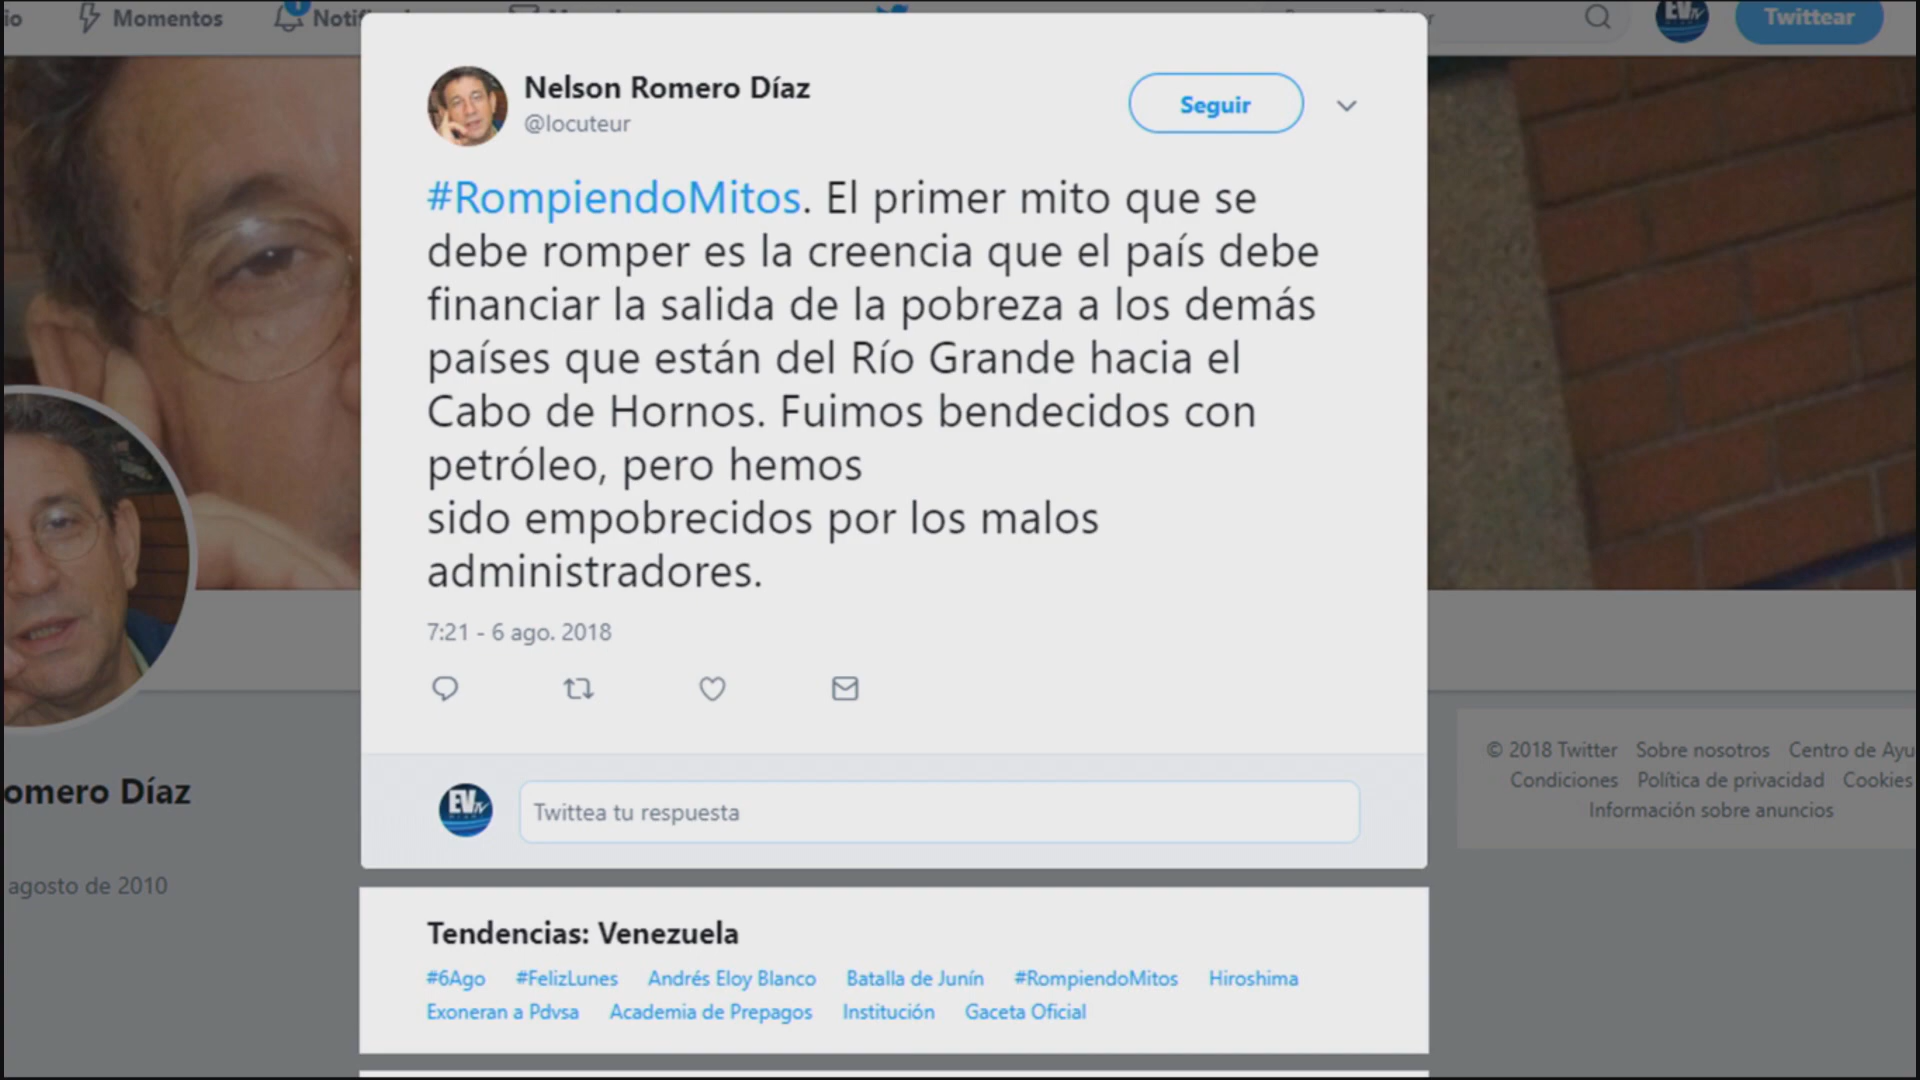 io
Momentos
Twittear
Nelson Romero Díaz
@locuteur
Seguir
#RompiendoMitos. El primer mito que se
debe romper es la creencia que el país debe
financiar la salida de la pobreza a los demás
países que están del Río Grande hacia el
Cabo de Hornos. Fuimos bendecidos con
petróleo, pero hemos
sido empobrecidos por los malos
administradores.
7:21 - 6 ago. 2018
EVtv
Twittea tu respuesta
omero Díaz
agosto de 2010
© 2018 Twitter Sobre nosotros Centro de Ayu
Condiciones Política de privacidad Cookies
Información sobre anuncios
Tendencias: Venezuela
#6Ago #FelizLunes Andrés Eloy Blanco Batalla de Junín #RompiendoMitos Hiroshima
Exoneran a Pdvsa Academia de Prepagos Institución Gaceta Oficial